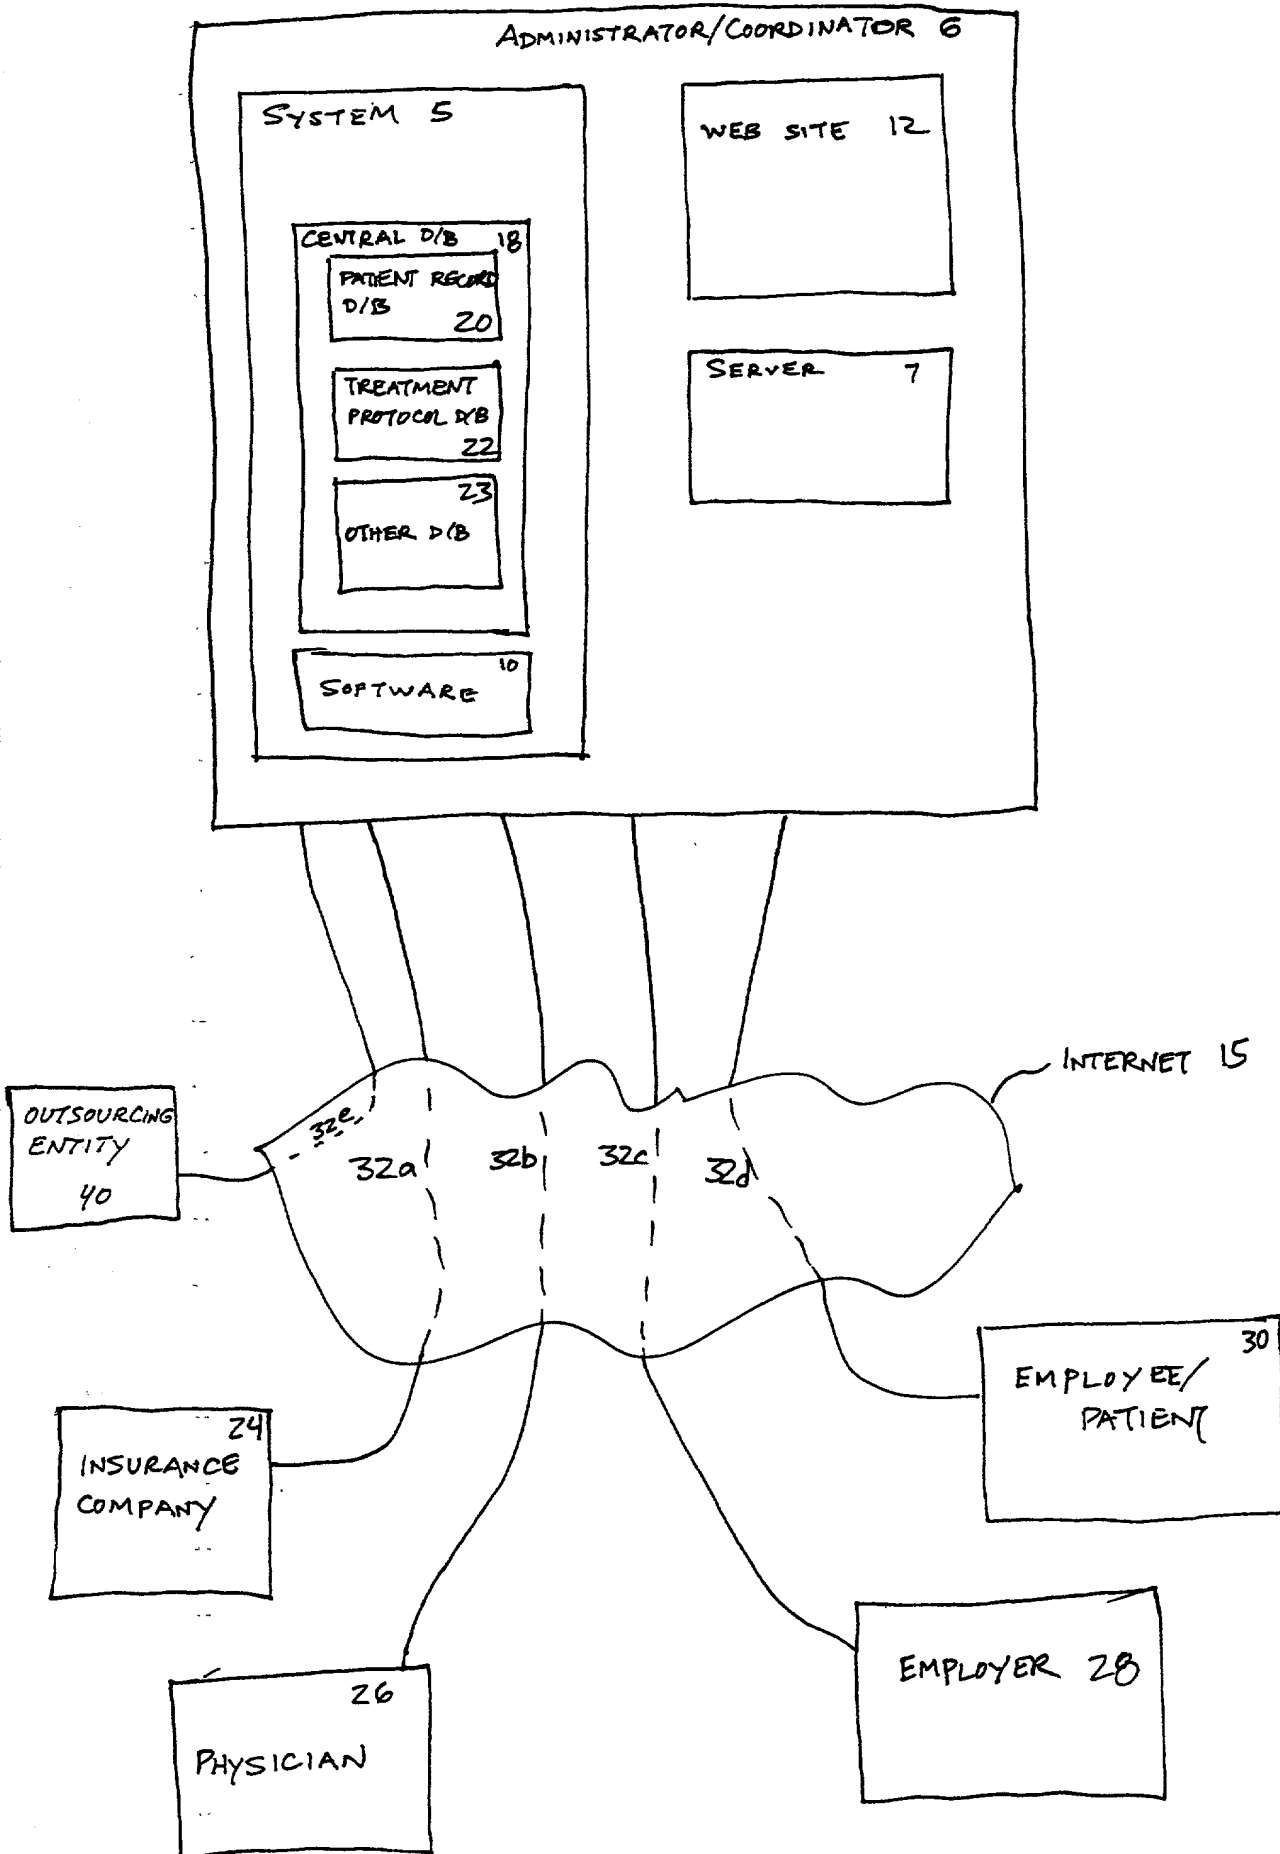 ADMINISTRATOR/COORDINATOR 6
SYSTEM 5
WEB SITE 12
CENTRAL D/B 18
PATIENT RECORD
D/B
20
TREATMENT
PROTOCOL D/B
22
23
OTHER D/B
10
SOFTWARE
SERVER 7
INTERNET 15
OUTSOURCING
ENTITY
40
32e
32a
32b
32c
32d
30
EMPLOYEE/
PATIENT
24
INSURANCE
COMPANY
EMPLOYER 28
26
PHYSICIAN